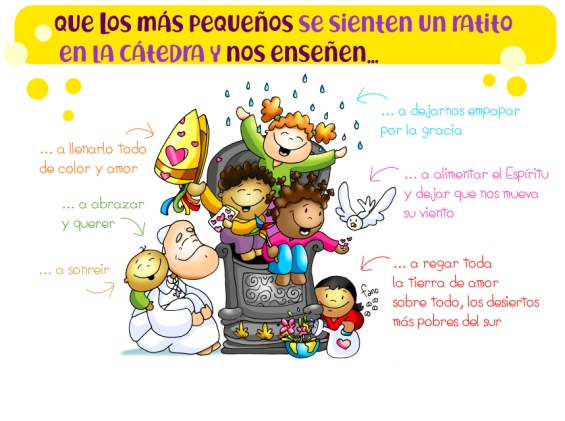 que los más pequeños se sienten un ratito
en la cátedra y nos enseñen...
... a dejarnos empapar
por la gracia
... a llenarlo todo
de color y amor
... a alimentar el Espíritu
y dejar que nos mueva
su viento
... a abrazar
y querer
... a sonreir
... a regar toda
la tierra de amor
sobre todo, los desiertos
más pobres del sur
fano